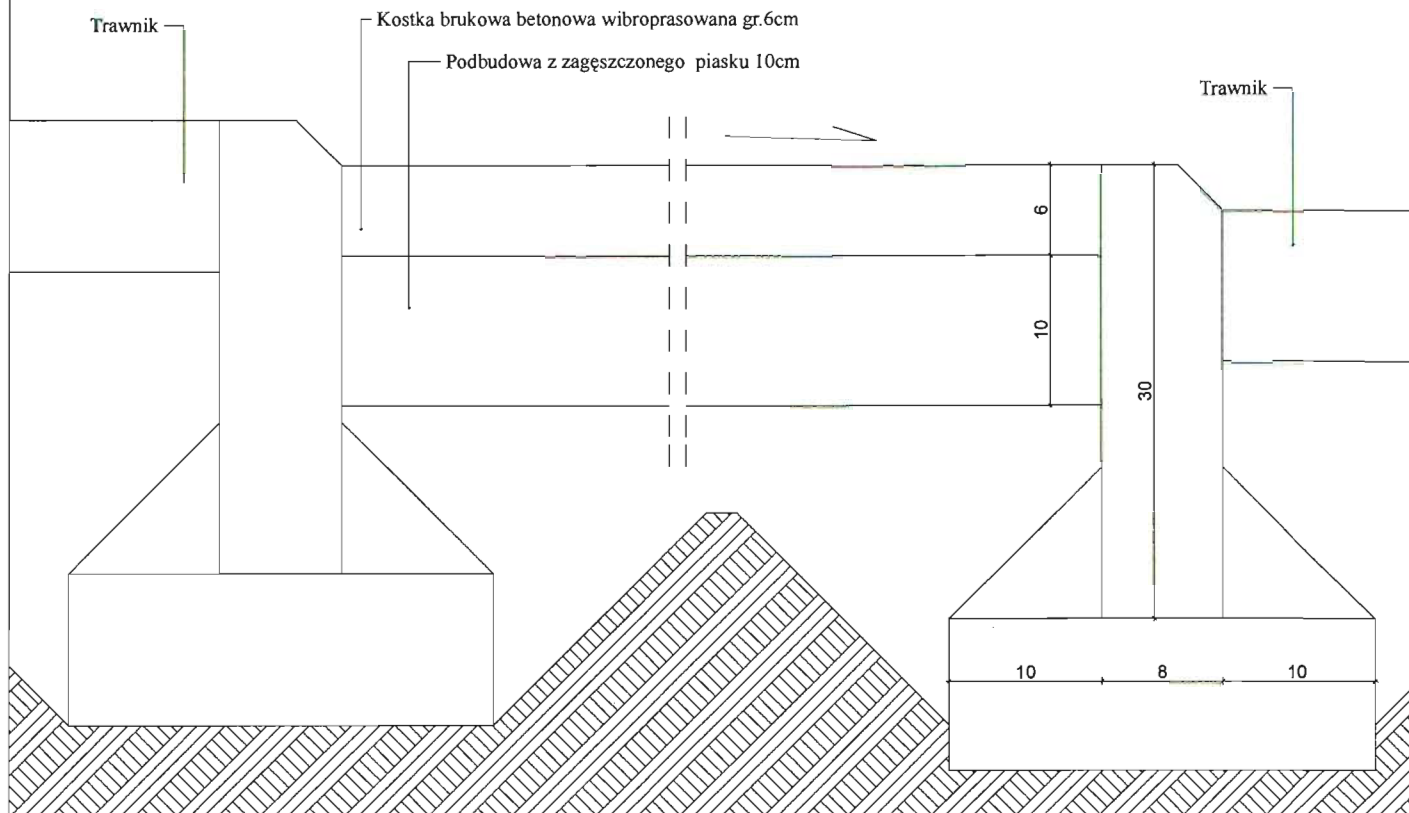 Trawnik
Kostka brukowa betonowa wibroprasowana gr.6cm
Podbudowa z zagęszczonego piasku 10cm
Trawnik
6
10
30
10 8 10